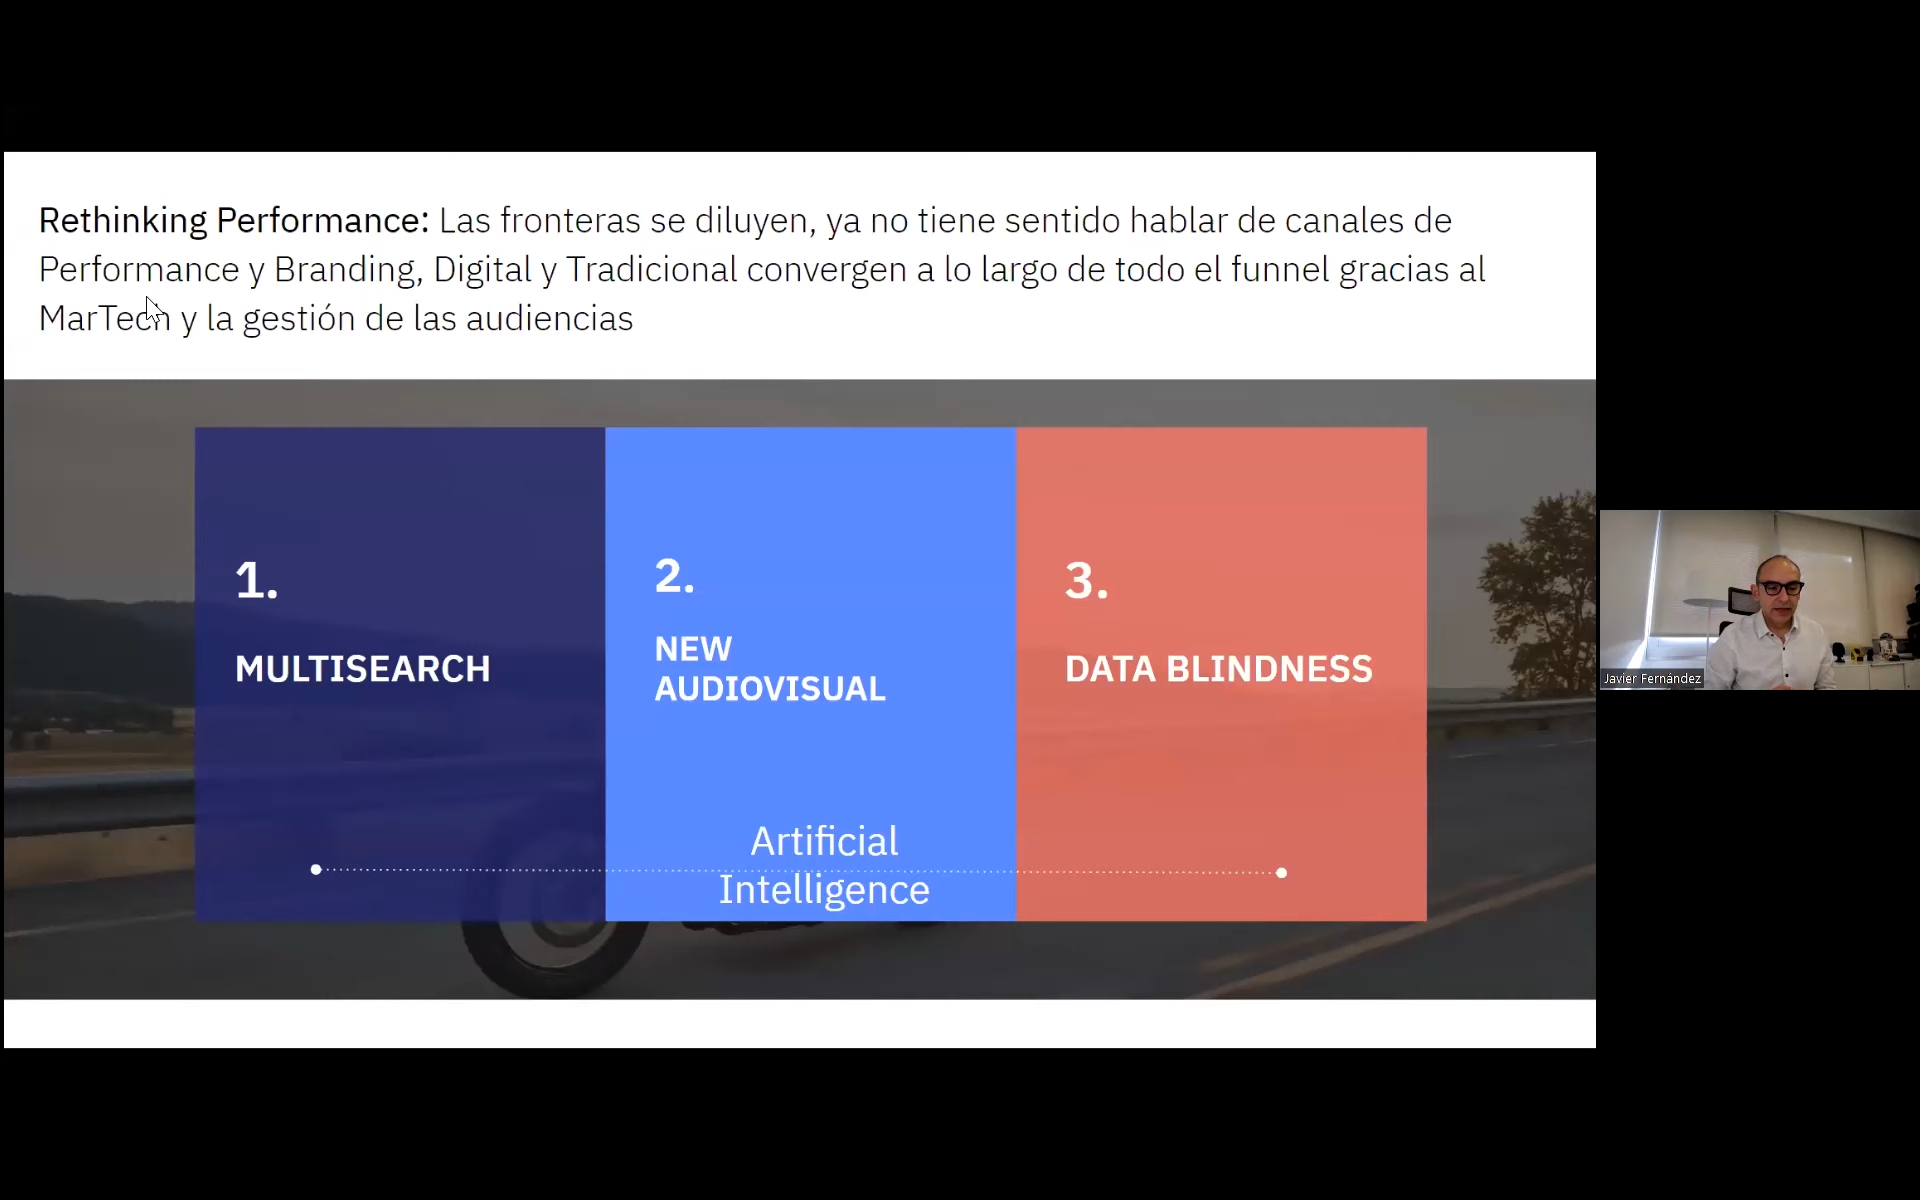 Rethinking Performance: Las fronteras se diluyen, ya no tiene sentido hablar de canales de
Performance y Branding, Digital y Tradicional convergen a lo largo de todo el funnel gracias al
MarTech y la gestión de las audiencias
1.
MULTISEARCH
2.
NEW
AUDIOVISUAL
3.
DATA BLINDNESS
Artificial
Intelligence
Javier Fernández